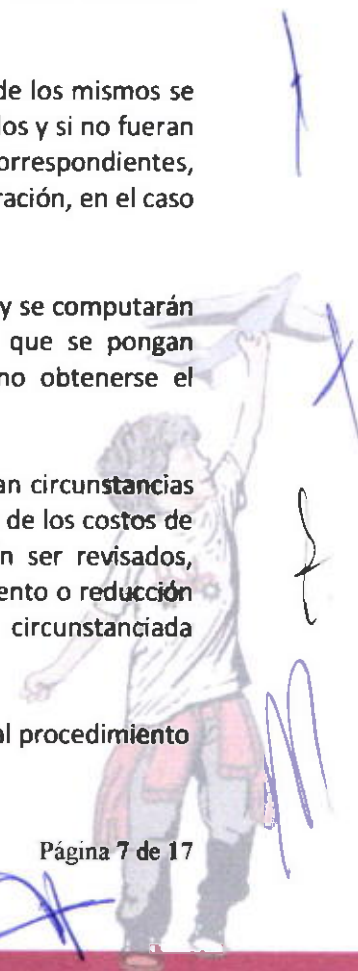 de los mismos se
dos y si no fueran
orrespondientes,
ración, en el caso
y se computarán
que se pongan
no obtenerse el
an circunstancias
de los costos de
n ser revisados,
ento o reducción
circunstanciada
al procedimiento
Página 7 de 17